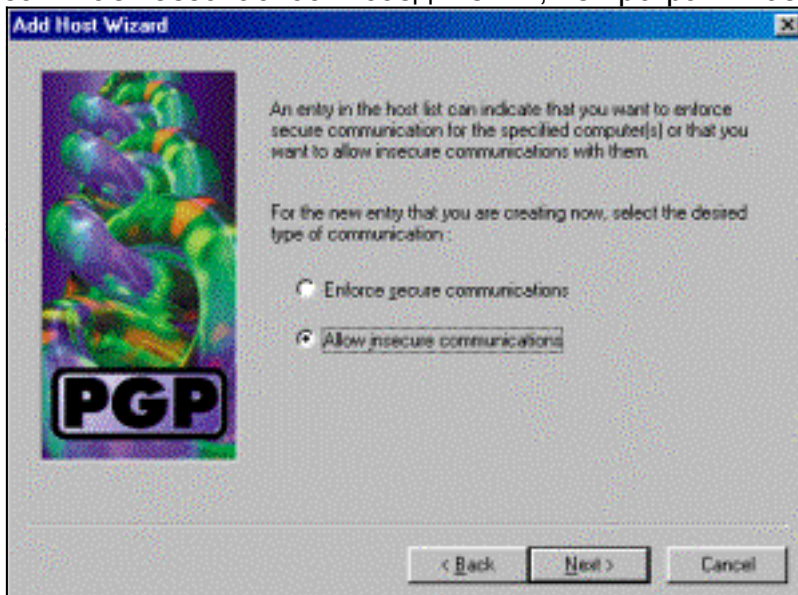 Add Host Wizard
An entry in the host list can indicate that you want to enforce
secure communication for the specified computer(s) or that you
want to allow insecure communications with them.
For the new entry that you are creating now, select the desired
type of communication :
Enforce secure communications
Allow insecure communications
PGP
< Back
Next >
Cancel